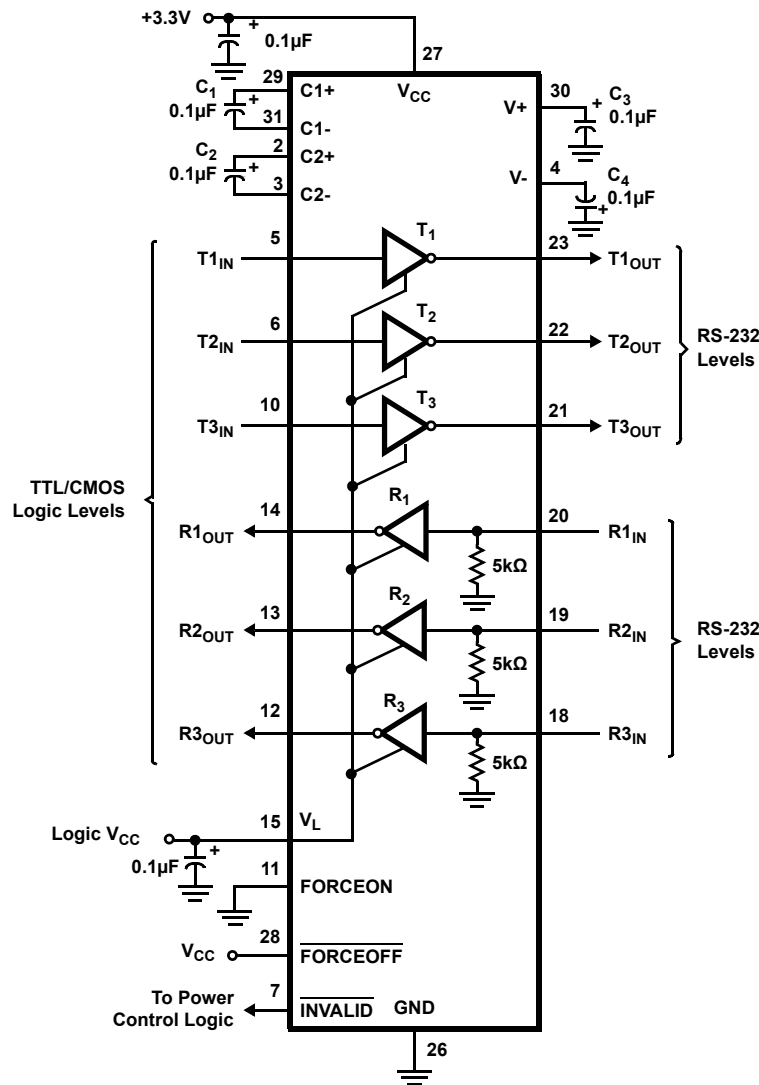 +3.3V
+
0.1µF
27
29
C1
0.1µF
+
31
C1+
C1-
VCC
V+
30
+
C3
0.1µF
2
C2
0.1µF
+
3
C2+
C2-
V-
4
C4
0.1µF
+
T1
5
T1IN
23
T1OUT
T2
6
T2IN
22
T2OUT
RS-232
Levels
T3
10
T3IN
21
T3OUT
TTL/CMOS
Logic Levels
R1
14
R1OUT
20
R1IN
5kΩ
R2
13
R2OUT
19
R2IN
5kΩ
RS-232
Levels
R3
12
R3OUT
18
R3IN
5kΩ
Logic VCC
15
VL
+
0.1µF
11
FORCEON
VCC
28
FORCEOFF
7
To Power
Control Logic
INVALID
GND
26